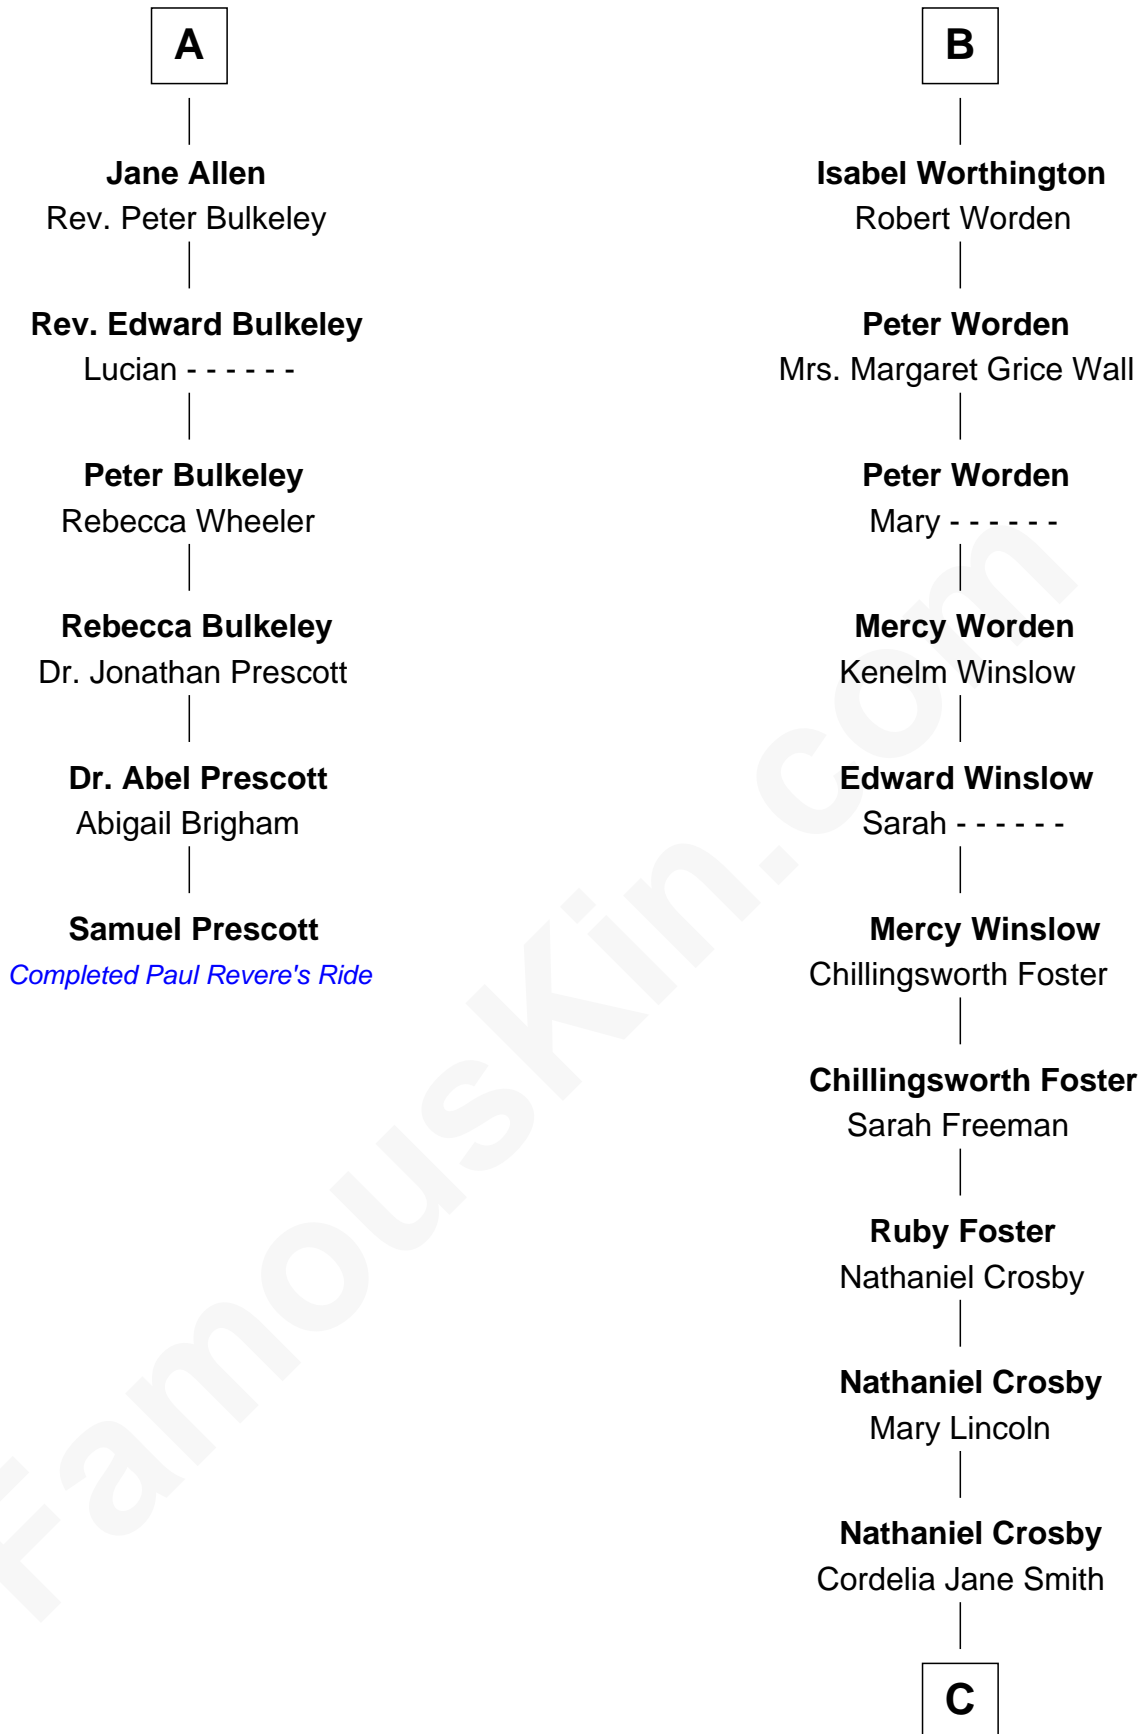 A
Jane Allen
Rev. Peter Bulkeley
Rev. Edward Bulkeley
Lucian - - - - - -
Peter Bulkeley
Rebecca Wheeler
Rebecca Bulkeley
Dr. Jonathan Prescott
Dr. Abel Prescott
Abigail Brigham
Samuel Prescott
Completed Paul Revere's Ride
B
Isabel Worthington
Robert Worden
Peter Worden
Mrs. Margaret Grice Wall
Peter Worden
Mary - - - - - -
Mercy Worden
Kenelm Winslow
Edward Winslow
Sarah - - - - - -
Mercy Winslow
Chillingsworth Foster
Chillingsworth Foster
Sarah Freeman
Ruby Foster
Nathaniel Crosby
Nathaniel Crosby
Mary Lincoln
Nathaniel Crosby
Cordelia Jane Smith
C
FamousKin.com